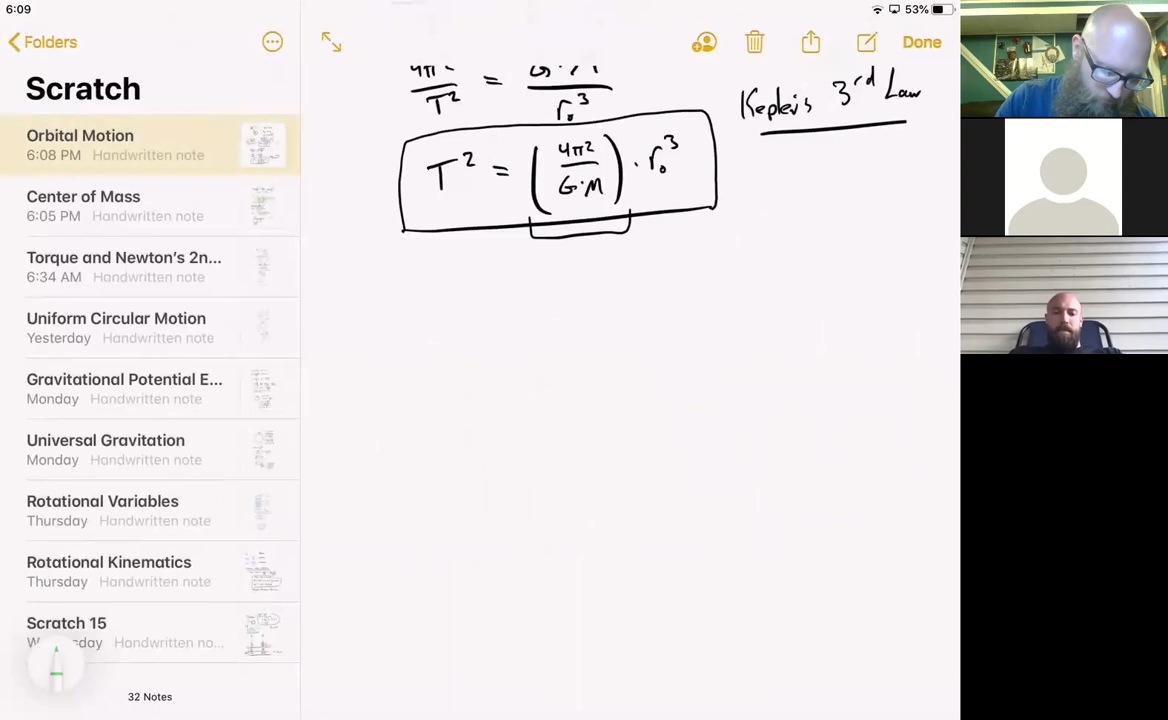 6:09
53%
Folders
Done
Scratch
Orbital Motion
6:08 PM Handwritten note
Center of Mass
6:05 PM Handwritten note
Torque and Newton's 2n...
6:34 AM Handwritten note
Uniform Circular Motion
Yesterday Handwritten note
Gravitational Potential E...
Monday Handwritten note
Universal Gravitation
Monday Handwritten note
Rotational Variables
Thursday Handwritten note
Rotational Kinematics
Thursday Handwritten note
Scratch 15
Handwritten no...
32 Notes
Kepler's 3rd Law
T² = (4π²/G·M) · r₀³